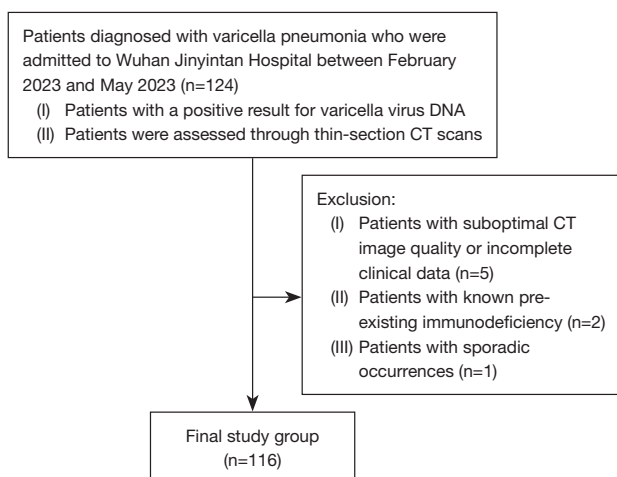 Patients diagnosed with varicella pneumonia who were
admitted to Wuhan Jinyintan Hospital between February
2023 and May 2023 (n=124)
(I) Patients with a positive result for varicella virus DNA
(II) Patients were assessed through thin-section CT scans
Exclusion:
(I) Patients with suboptimal CT
image quality or incomplete
clinical data (n=5)
(II) Patients with known pre-
existing immunodeficiency (n=2)
(III) Patients with sporadic
occurrences (n=1)
Final study group
(n=116)